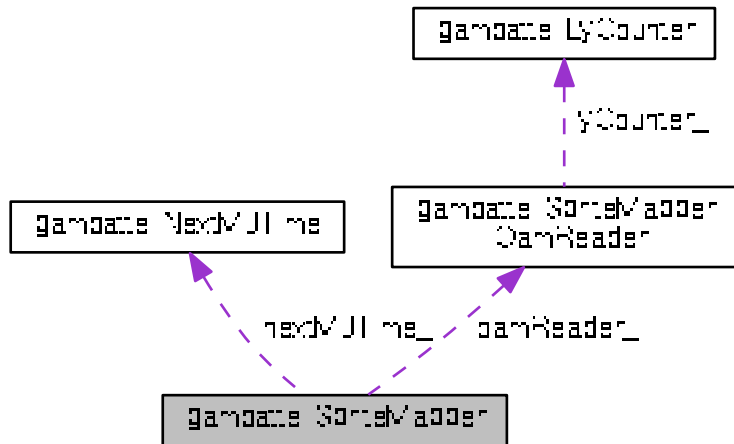 gambatte::LyCounter
lyCounter_
gambatte::SpriteMapper
::OamReader
gambatte::NextM0Time
nextM0Time_
oamReader_
gambatte::SpriteMapper